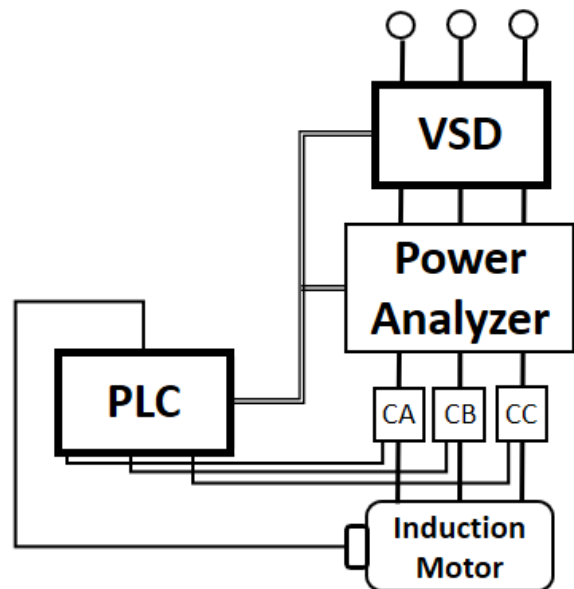 VSD
Power
Analyzer
PLC
CA CB CC
Induction
Motor